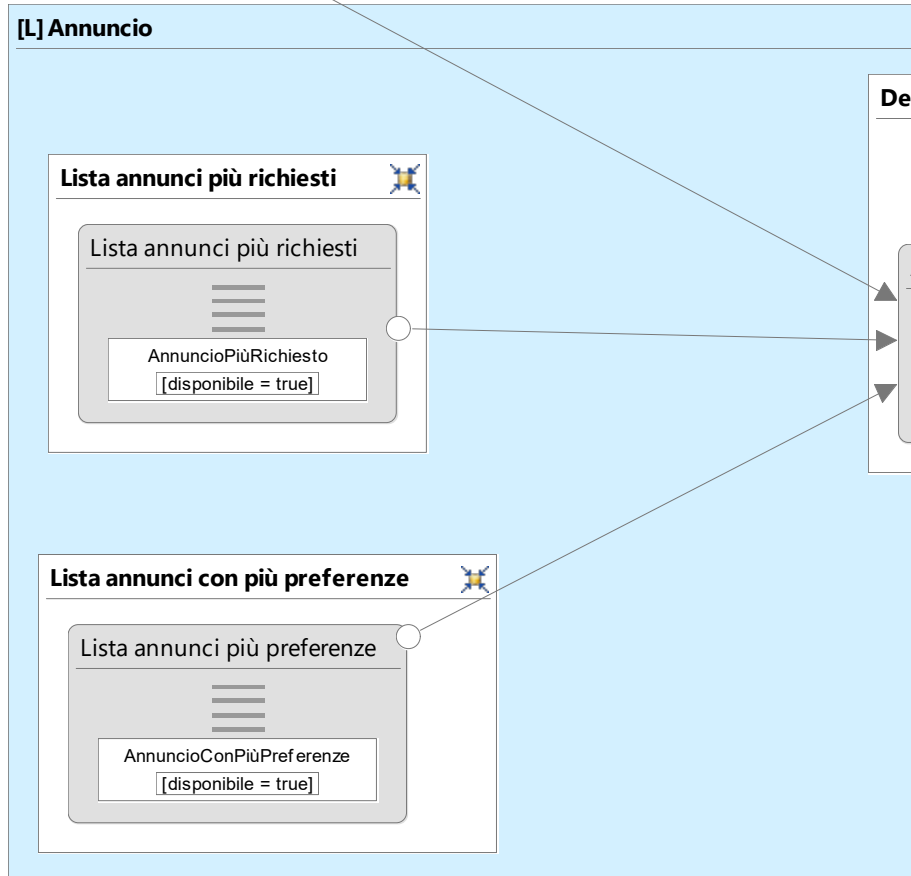 [L] Annuncio
De
Lista annunci più richiesti
Lista annunci più richiesti
AnnuncioPiùRichiesto
[disponibile = true]
Lista annunci con più preferenze
Lista annunci più preferenze
AnnuncioConPiùPreferenze
[disponibile = true]